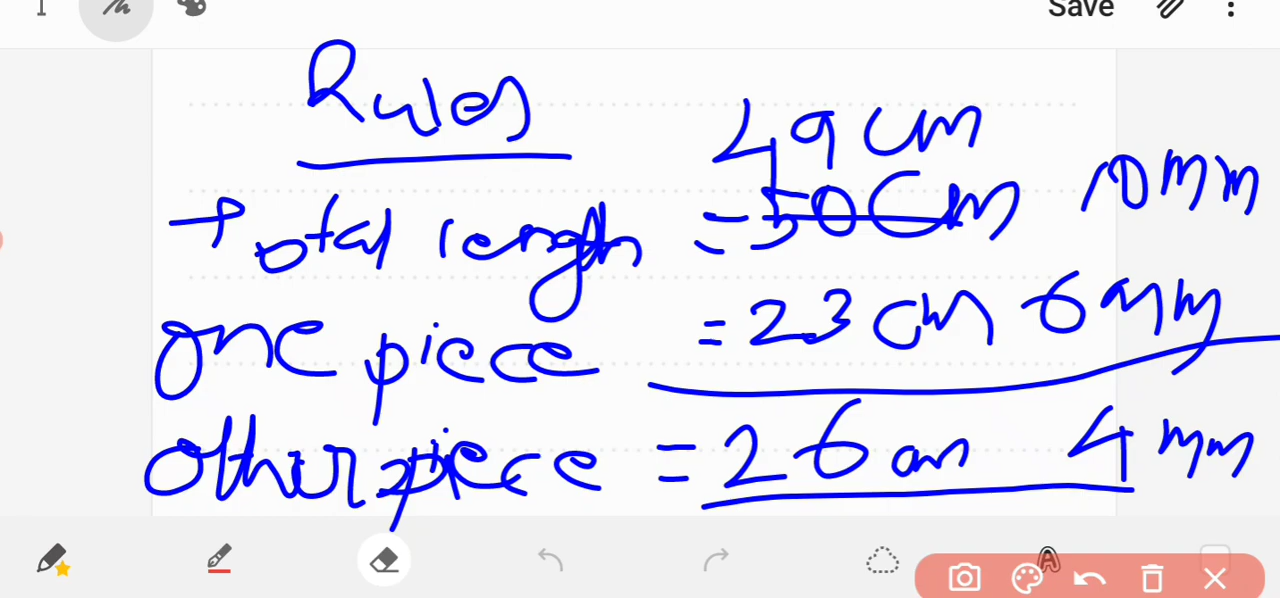 Save
Rules
49 cm
Total length = 50 cm 10 mm
one piece = 23 cm 6 mm
other piece = 26 cm 4 mm
A